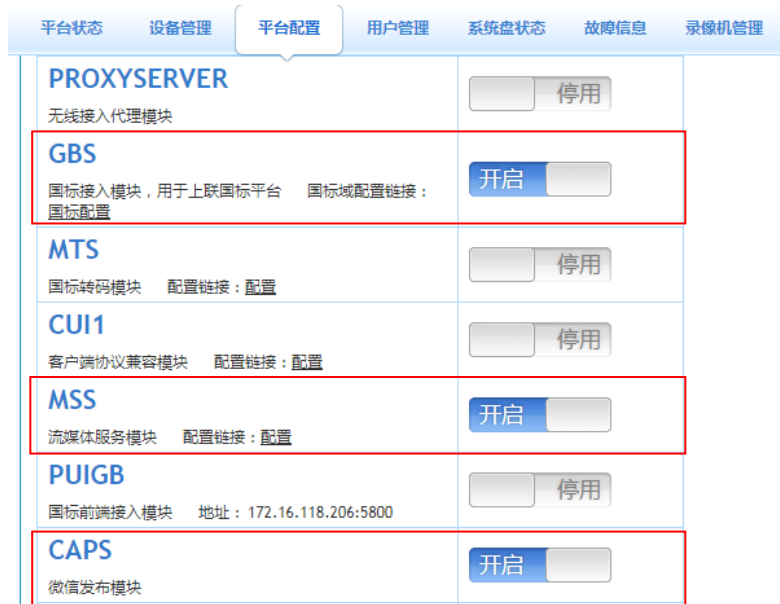 平台状态 设备管理 平台配置 用户管理 系统盘状态 故障信息 录像机管理
PROXYSERVER
停用
无线接入代理模块
GBS
开启
国标接入模块，用于上联国标平台 国标域配置链接：
国标配置
MTS
停用
国标转码模块 配置链接：配置
CUI1
停用
客户端协议兼容模块 配置链接：配置
MSS
开启
流媒体服务模块 配置链接：配置
PUIGB
停用
国标前端接入模块 地址：172.16.118.206:5800
CAPS
开启
微信发布模块